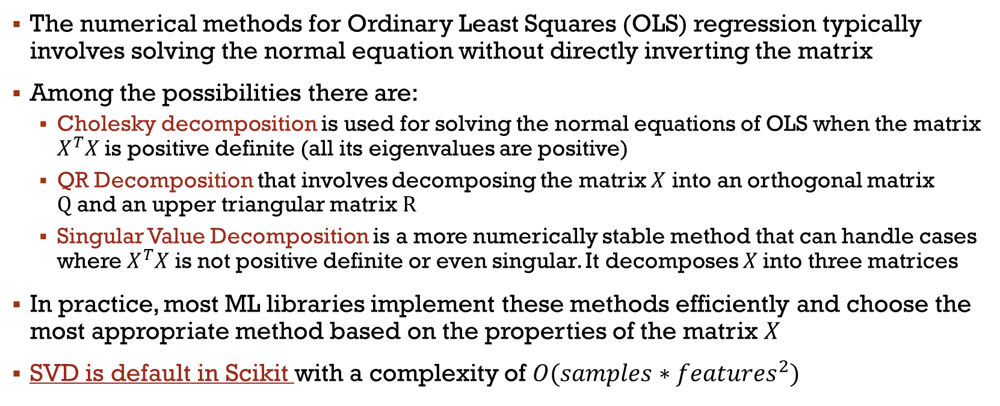 ▪ The numerical methods for Ordinary Least Squares (OLS) regression typically
involves solving the normal equation without directly inverting the matrix
▪ Among the possibilities there are:
▪ Cholesky decomposition is used for solving the normal equations of OLS when the matrix
𝑋ᵀ𝑋 is positive definite (all its eigenvalues are positive)
▪ QR Decomposition that involves decomposing the matrix 𝑋 into an orthogonal matrix
Q and an upper triangular matrix R
▪ Singular Value Decomposition is a more numerically stable method that can handle cases
where 𝑋ᵀ𝑋 is not positive definite or even singular. It decomposes 𝑋 into three matrices
▪ In practice, most ML libraries implement these methods efficiently and choose the
most appropriate method based on the properties of the matrix 𝑋
▪ SVD is default in Scikit with a complexity of 𝑂(𝑠𝑎𝑚𝑝𝑙𝑒𝑠 ∗ 𝑓𝑒𝑎𝑡𝑢𝑟𝑒𝑠²)